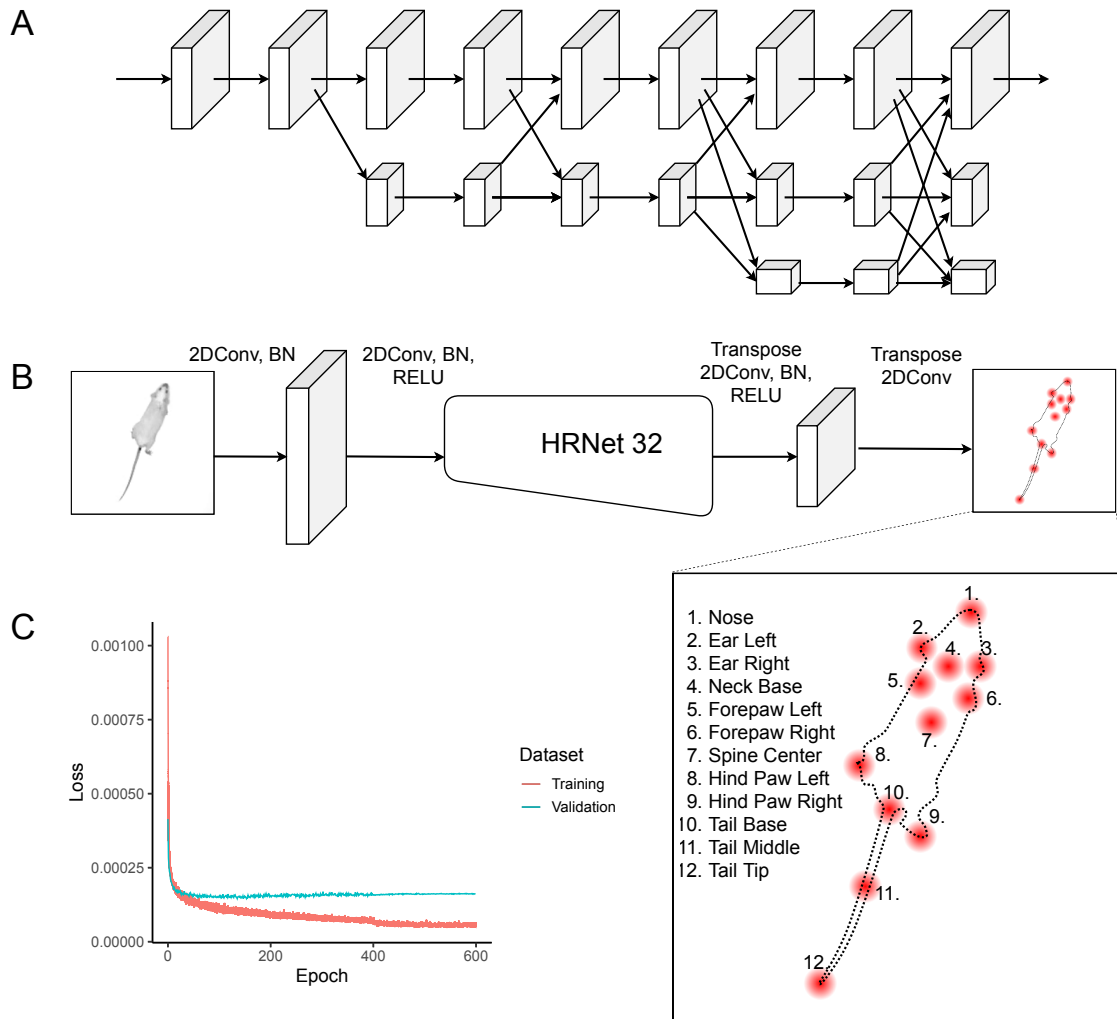 A
B
2DConv, BN
2DConv, BN,
RELU
HRNet 32
Transpose
2DConv, BN,
RELU
Transpose
2DConv
1. Nose
2. Ear Left
3. Ear Right
4. Neck Base
5. Forepaw Left
6. Forepaw Right
7. Spine Center
8. Hind Paw Left
9. Hind Paw Right
10. Tail Base
11. Tail Middle
12. Tail Tip
1.
2.
3.
4.
5.
6.
7.
8.
9.
10.
11.
12.
C
Loss
0.00100
0.00075
0.00050
0.00025
0.00000
0
200
400
600
Epoch
Dataset
Training
Validation